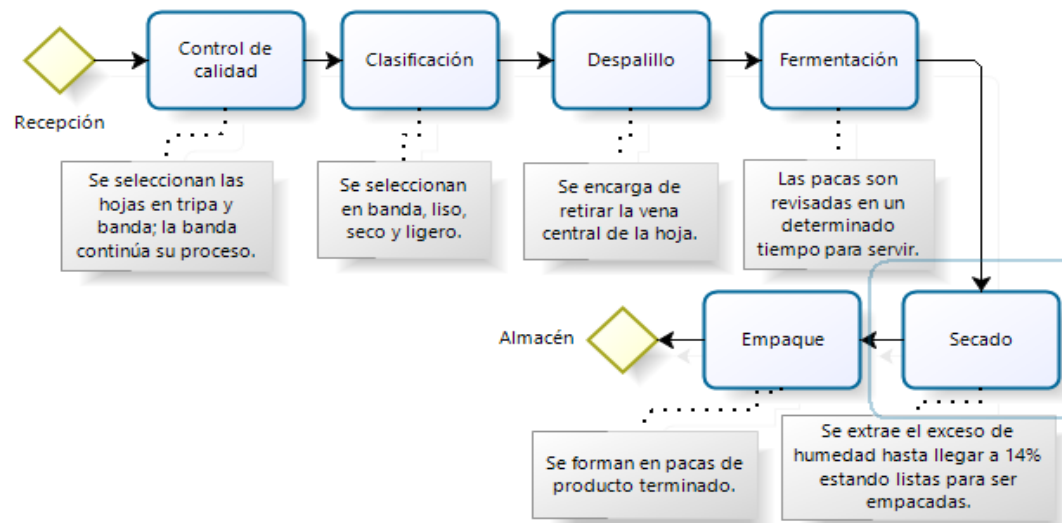 Control de
calidad
Clasificación
Despalillo
Fermentación
Recepción
Se seleccionan las
hojas en tripa y
banda; la banda
continúa su proceso.
Se seleccionan
en banda, liso,
seco y ligero.
Se encarga de
retirar la vena
central de la hoja.
Las pacas son
revisadas en un
determinado
tiempo para servir.
Almacén
Empaque
Secado
Se forman en pacas de
producto terminado.
Se extrae el exceso de
humedad hasta llegar a 14%
estando listas para ser
empacadas.